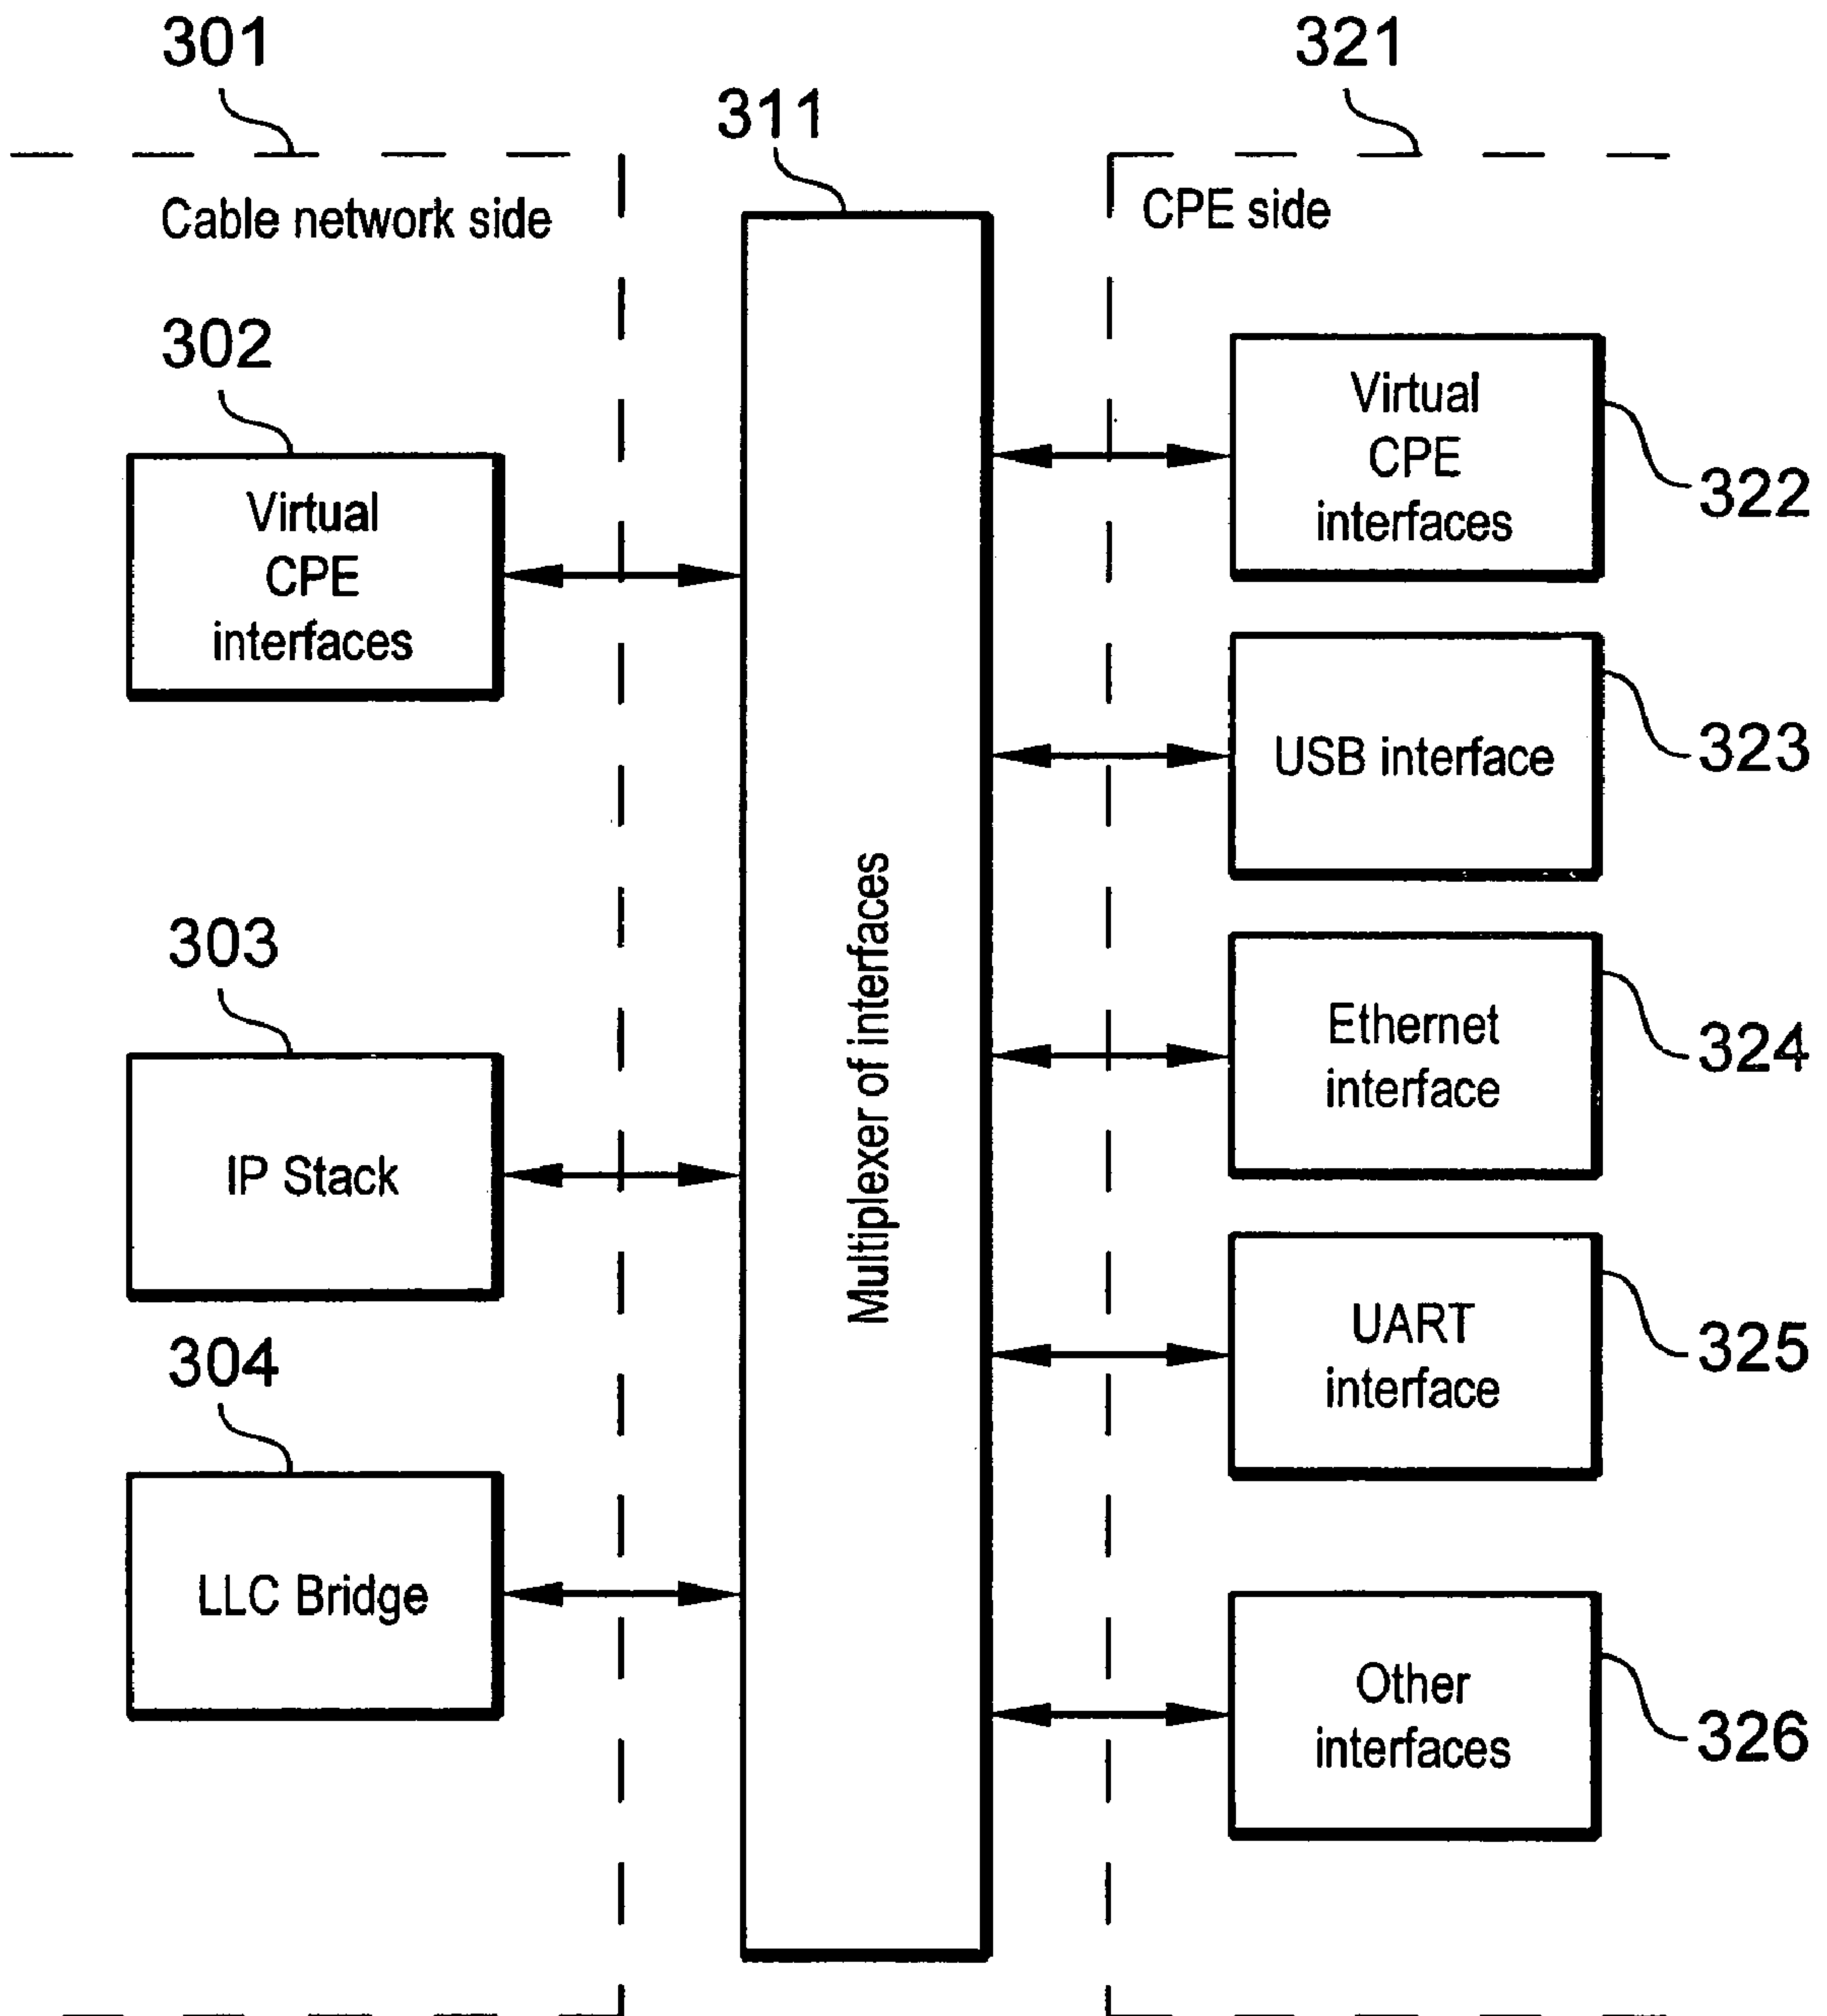 301
321
311
Cable network side
CPE side
302
Virtual
CPE
interfaces
303
IP Stack
304
LLC Bridge
Multiplexer of interfaces
Virtual
CPE
interfaces
322
USB interface
323
Ethernet
interface
324
UART
interface
325
Other
interfaces
326